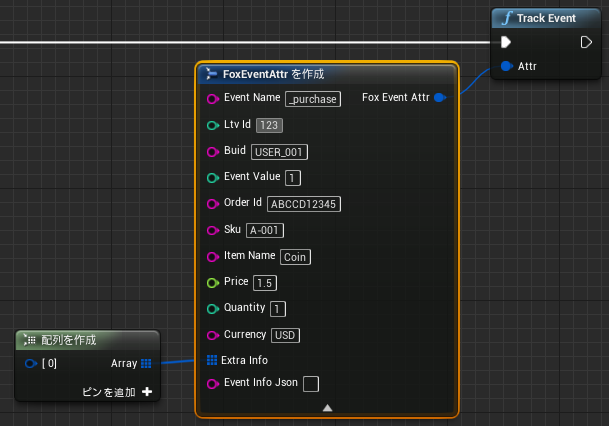 Track Event
Attr
FoxEventAttr を作成
Event Name _purchase Fox Event Attr
Ltv Id 123
Buid USER_001
Event Value 1
Order Id ABCCD12345
Sku A-001
Item Name Coin
Price 1.5
Quantity 1
Currency USD
Extra Info
Event Info Json
配列を作成
[0] Array
ピンを追加 +